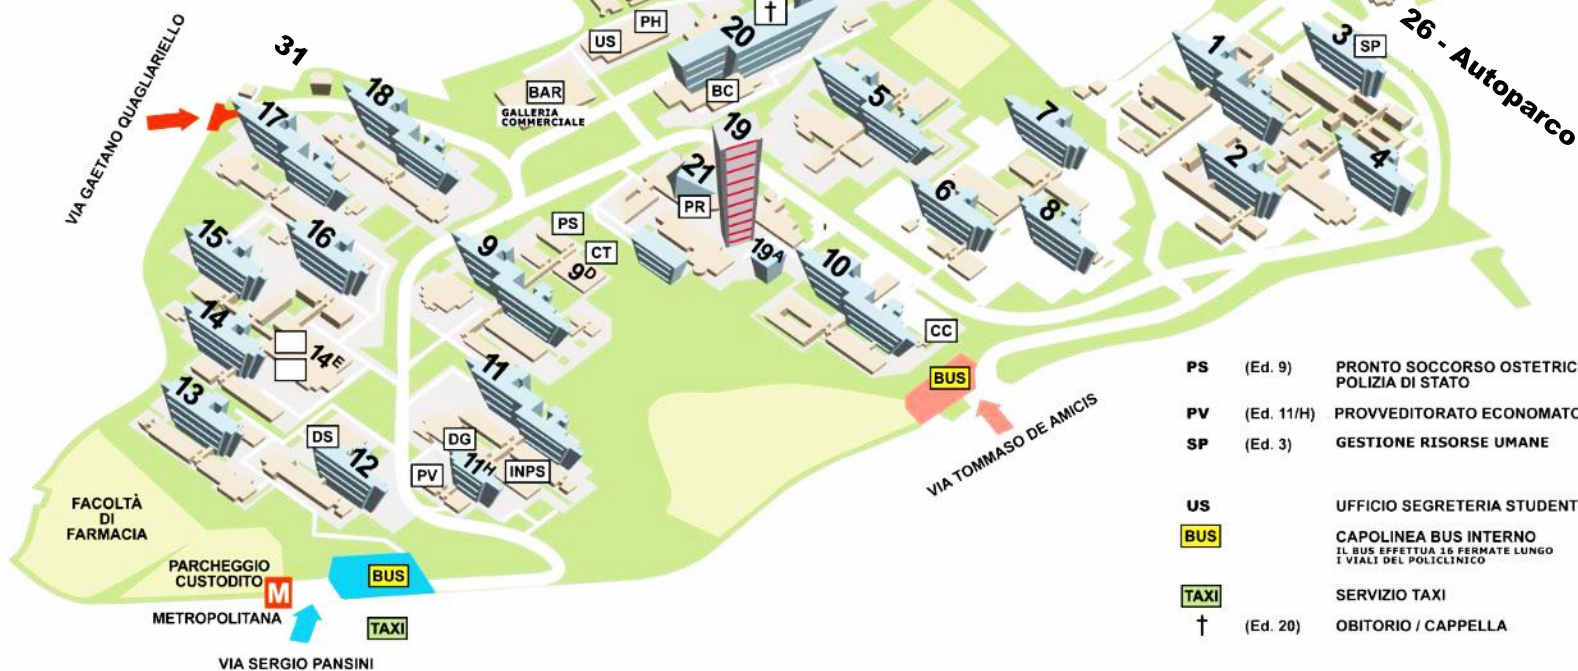 PH
US
20
†
1
3
SP
26 - Autoparco
31
17
18
BAR
GALLERIA
COMMERCIALE
BC
5
7
19
VIA GAETANO QUAGLIARIELLO
21
PR
2
4
6
8
15
16
9
PS
CT
9D
19A
10
14
14E
CC
BUS
11
13
VIA TOMMASO DE AMICIS
DS
12
DG
PV
11H
INPS
FACOLTÀ
DI
FARMACIA
PARCHEGGIO
CUSTODITO
M
METROPOLITANA
BUS
TAXI
VIA SERGIO PANSINI
PS (Ed. 9) PRONTO SOCCORSO OSTETRIC
POLIZIA DI STATO
PV (Ed. 11/H) PROVVEDITORATO ECONOMATO
SP (Ed. 3) GESTIONE RISORSE UMANE
US UFFICIO SEGRETERIA STUDENT
BUS CAPOLINEA BUS INTERNO
IL BUS EFFETTUA 16 FERMATE LUNGO
I VIALI DEL POLICLINICO
TAXI SERVIZIO TAXI
† (Ed. 20) OBITORIO / CAPPELLA